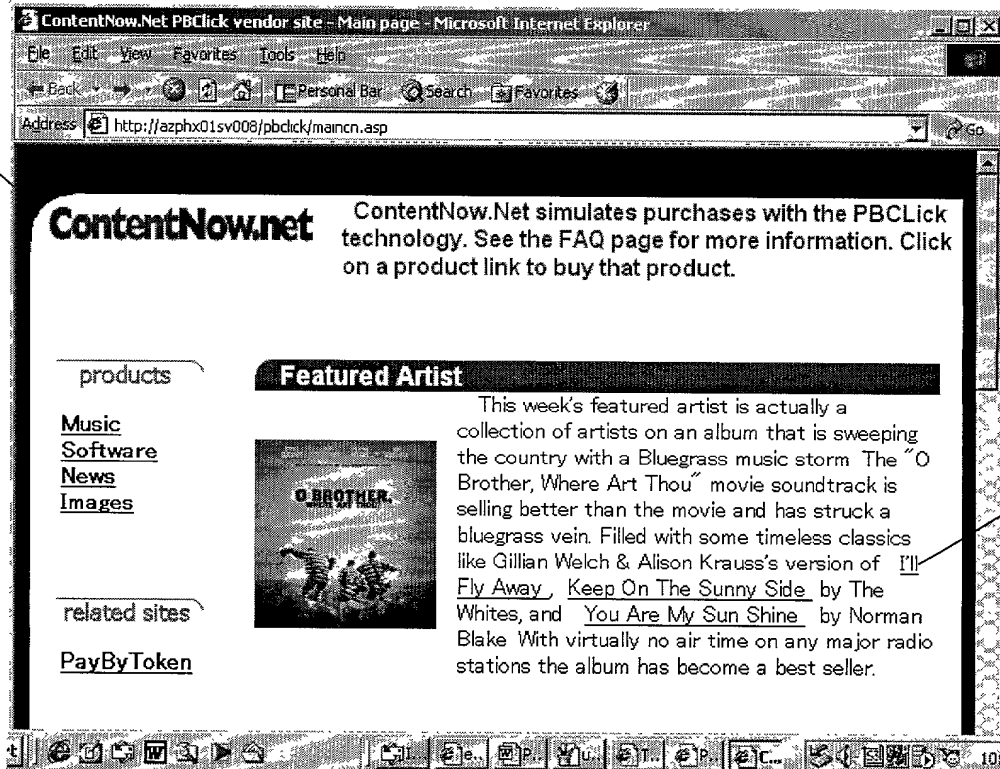 ContentNow.Net PBClick vendor site - Main page - Microsoft Internet Explorer
File Edit View Favorites Tools Help
Back Personal Bar Search Favorites
Address http://azphx01sv008/pbclick/maincn.asp Go
ContentNow.net
ContentNow.Net simulates purchases with the PBCLick
technology. See the FAQ page for more information. Click
on a product link to buy that product.
products
Music
Software
News
Images
related sites
PayByToken
Featured Artist
O BROTHER,
WHERE ART THOU?
This week's featured artist is actually a
collection of artists on an album that is sweeping
the country with a Bluegrass music storm The "O
Brother, Where Art Thou" movie soundtrack is
selling better than the movie and has struck a
bluegrass vein. Filled with some timeless classics
like Gillian Welch & Alison Krauss's version of I'll
Fly Away, Keep On The Sunny Side by The
Whites, and You Are My Sun Shine by Norman
Blake With virtually no air time on any major radio
stations the album has become a best seller.
10